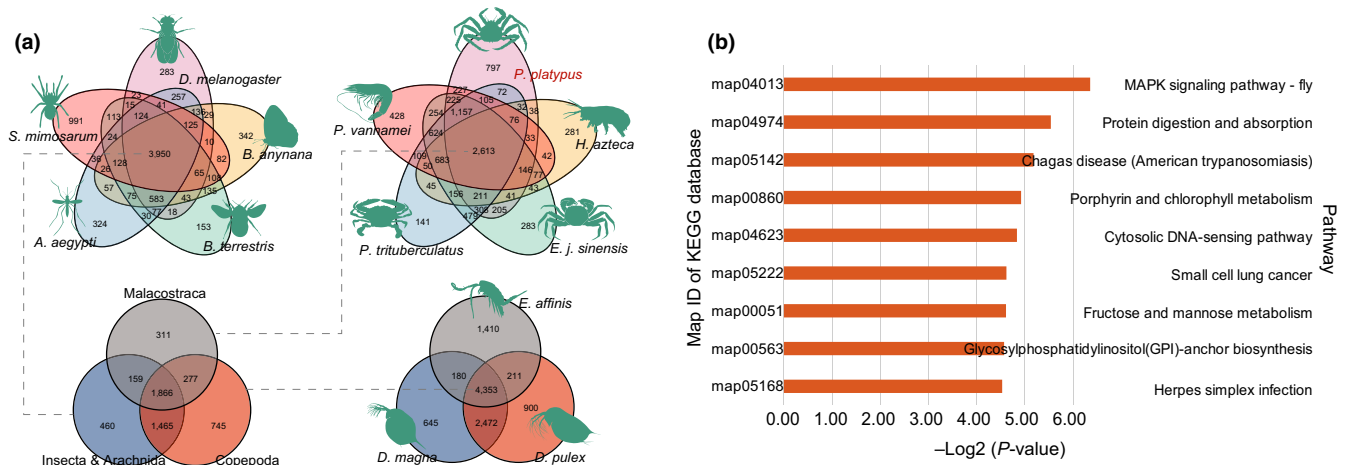 (a)
283
D. melanogaster
23
257
15
41
136
29
S. mimosarum
991
113
124
125
342
B. anynana
24
10
3,950
82
36
128
26
65
108
57
75
583
43
135
30
77
18
A. aegypti
324
153
B. terrestris
797
P. platypus
227
72
225
105
32
38
P. vannamei
428
254
1,157
76
281
H. azteca
624
33
2,613
42
109
50
683
146
77
45
156
211
41
43
479
305
205
P. trituberculatus
141
283
E. j. sinensis
Malacostraca
311
159
277
1,866
460
1,465
745
Insecta & Arachnida
Copepoda
E. affinis
1,410
180
211
4,353
645
2,472
900
D. magna
D. pulex
(b)
Map ID of KEGG database
map04013
MAPK signaling pathway - fly
map04974
Protein digestion and absorption
map05142
Chagas disease (American trypanosomiasis)
map00860
Porphyrin and chlorophyll metabolism
map04623
Cytosolic DNA-sensing pathway
map05222
Small cell lung cancer
map00051
Fructose and mannose metabolism
map00563
Glycosylphosphatidylinositol(GPI)-anchor biosynthesis
map05168
Herpes simplex infection
Pathway
0.00 1.00 2.00 3.00 4.00 5.00 6.00
–Log2 (P-value)